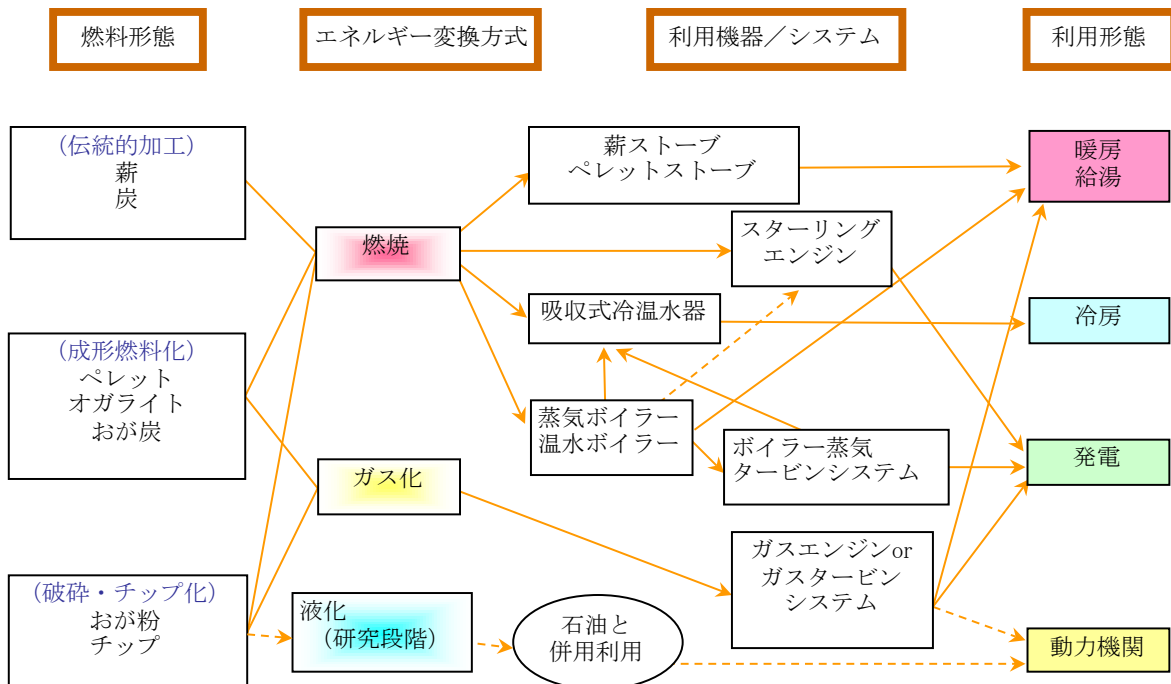 燃料形態
エネルギー変換方式
利用機器／システム
利用形態
（伝統的加工）
薪
炭
薪ストーブ
ペレットストーブ
暖房
給湯
燃焼
スターリング
エンジン
吸収式冷温水器
冷房
（成形燃料化）
ペレット
オガライト
おが炭
蒸気ボイラー
温水ボイラー
ボイラー蒸気
タービンシステム
発電
ガス化
ガスエンジンor
ガスタービン
システム
（破砕・チップ化）
おが粉
チップ
液化
（研究段階）
石油と
併用利用
動力機関